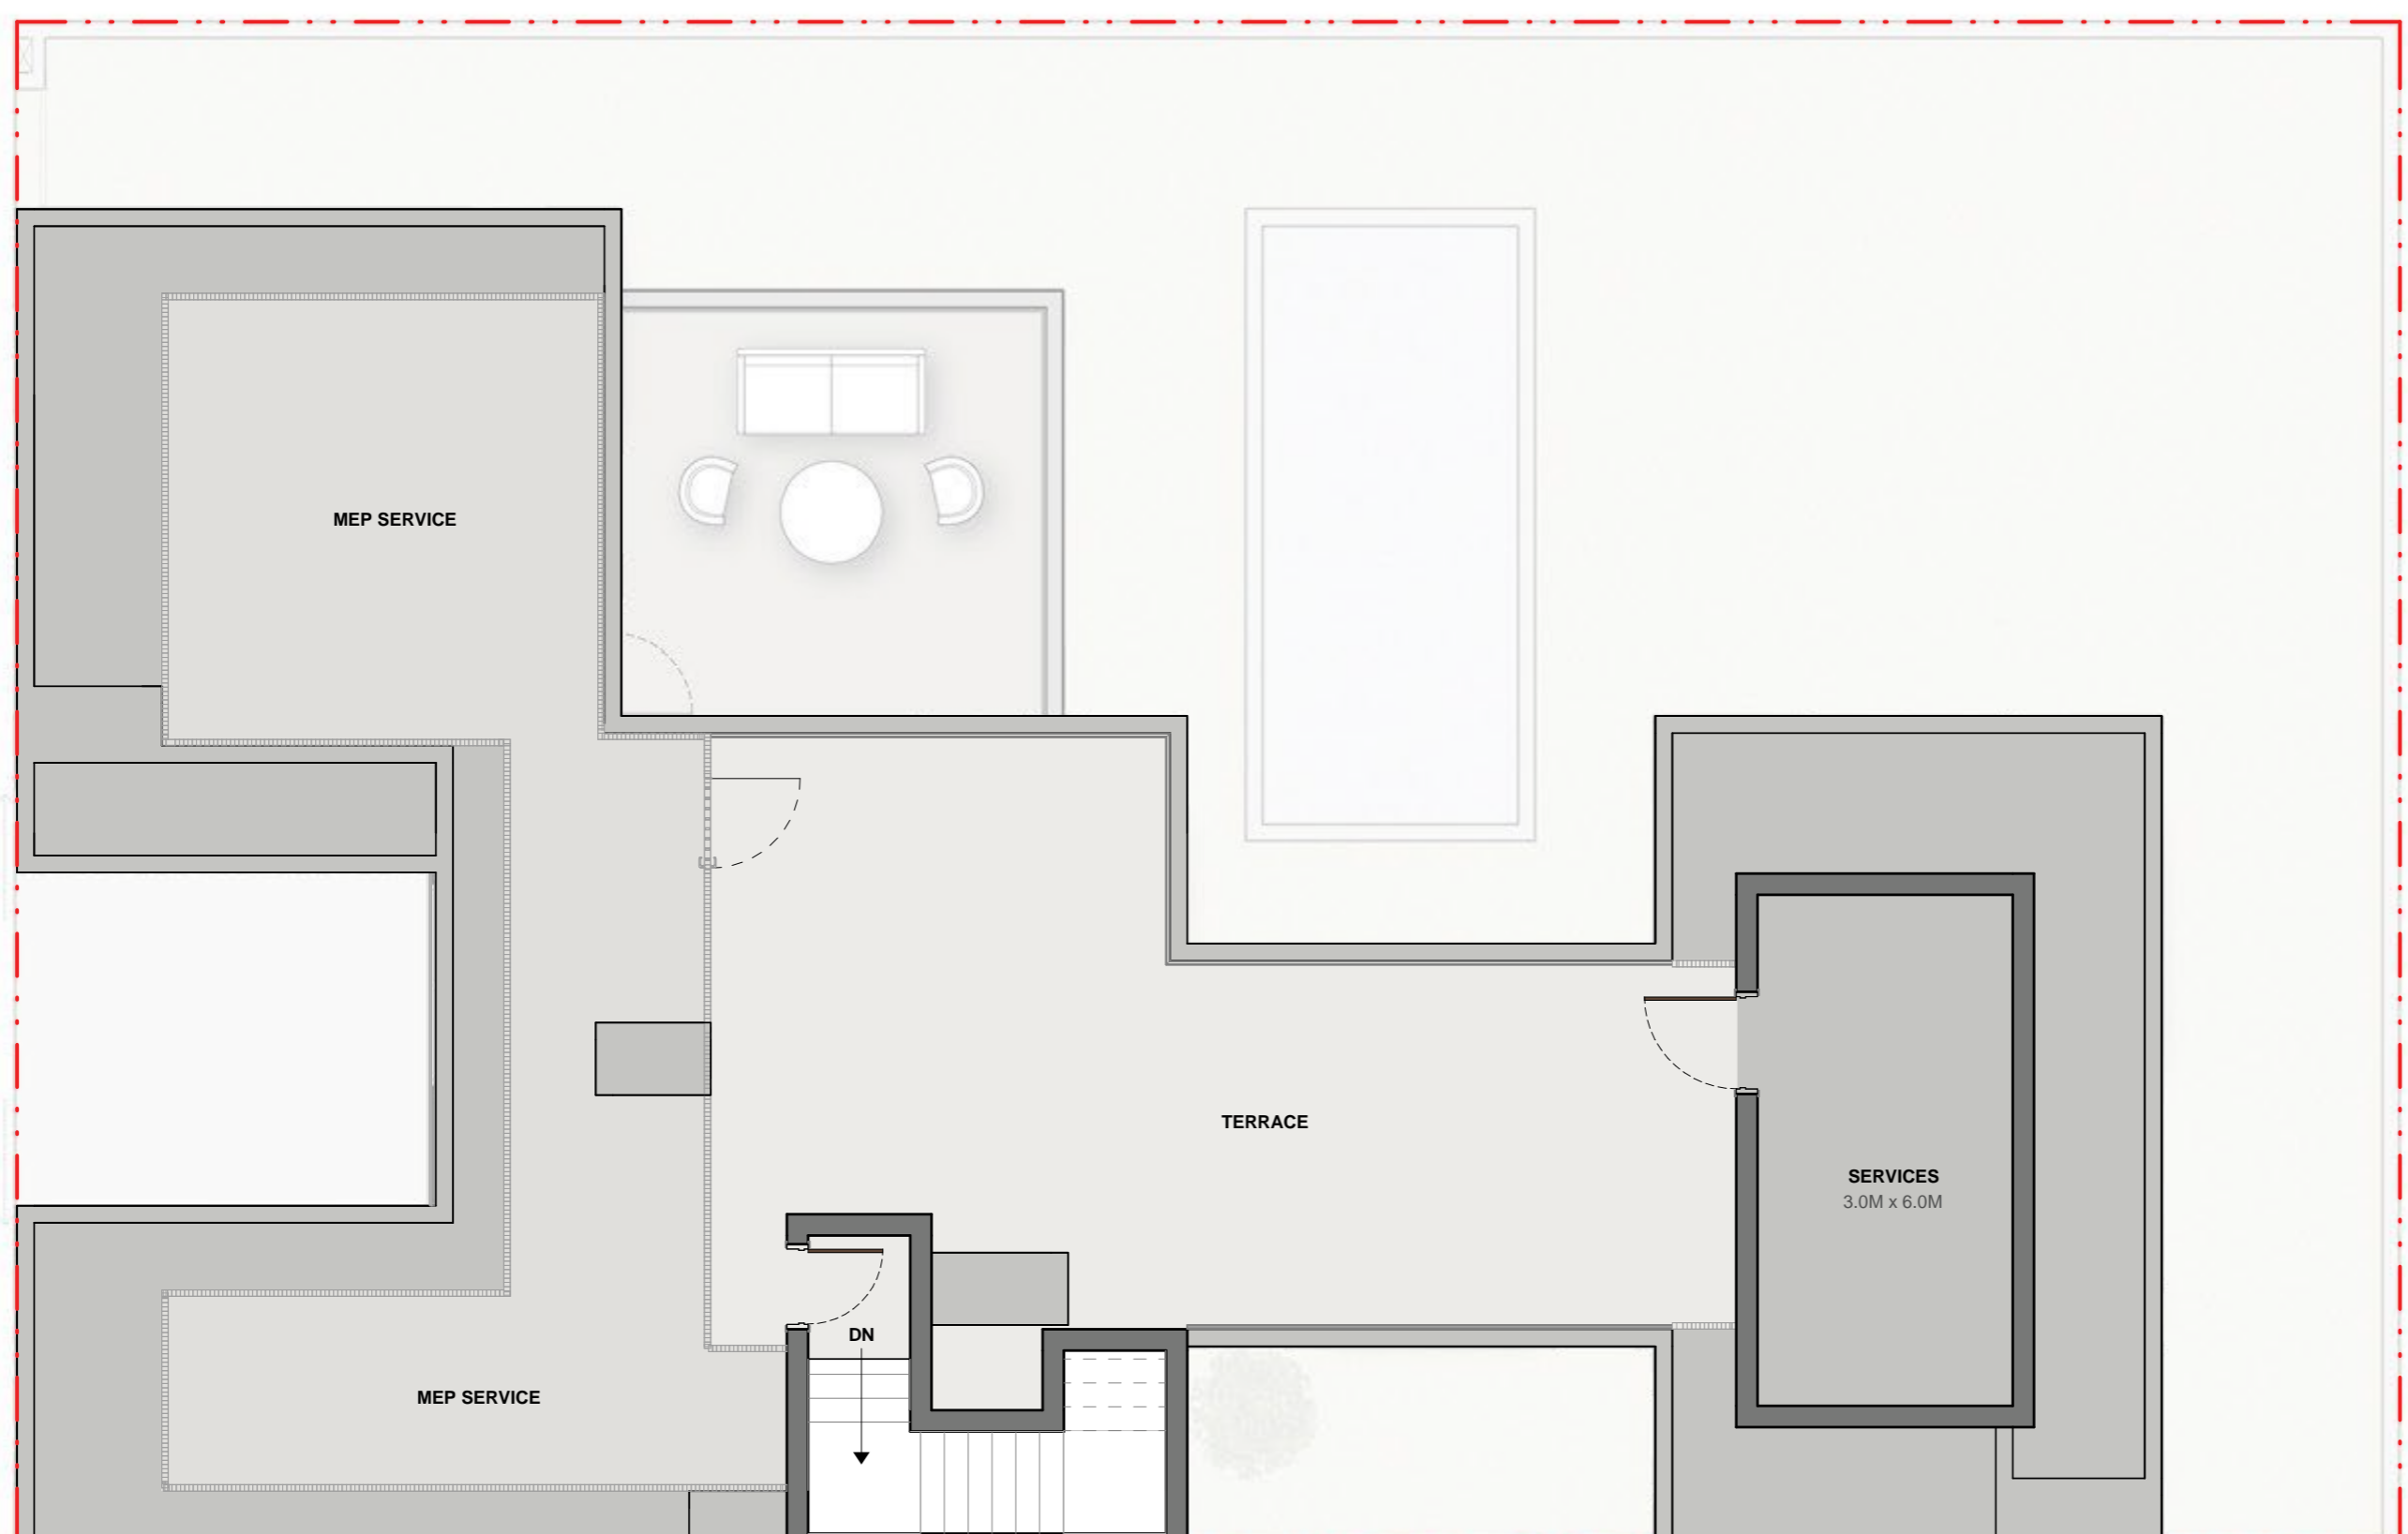 MEP SERVICE
TERRACE
SERVICES
3.0M x 6.0M
DN
MEP SERVICE